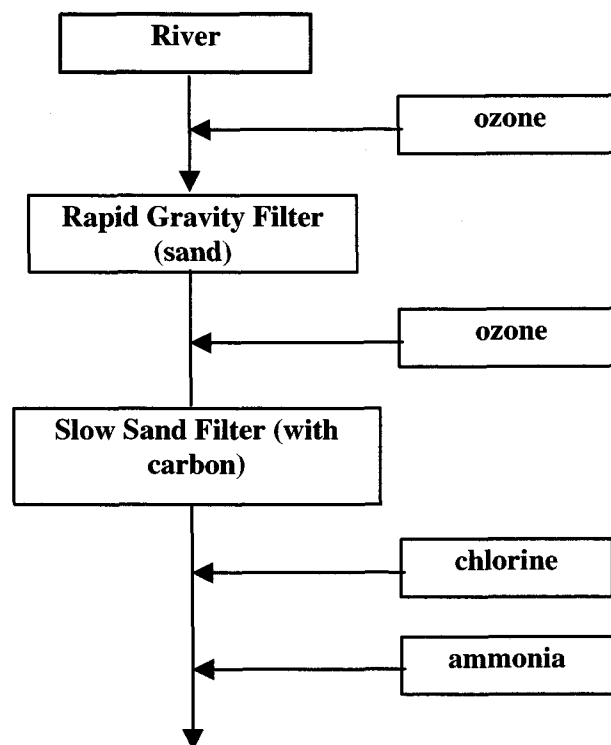 River
ozone
Rapid Gravity Filter
(sand)
ozone
Slow Sand Filter (with
carbon)
chlorine
ammonia